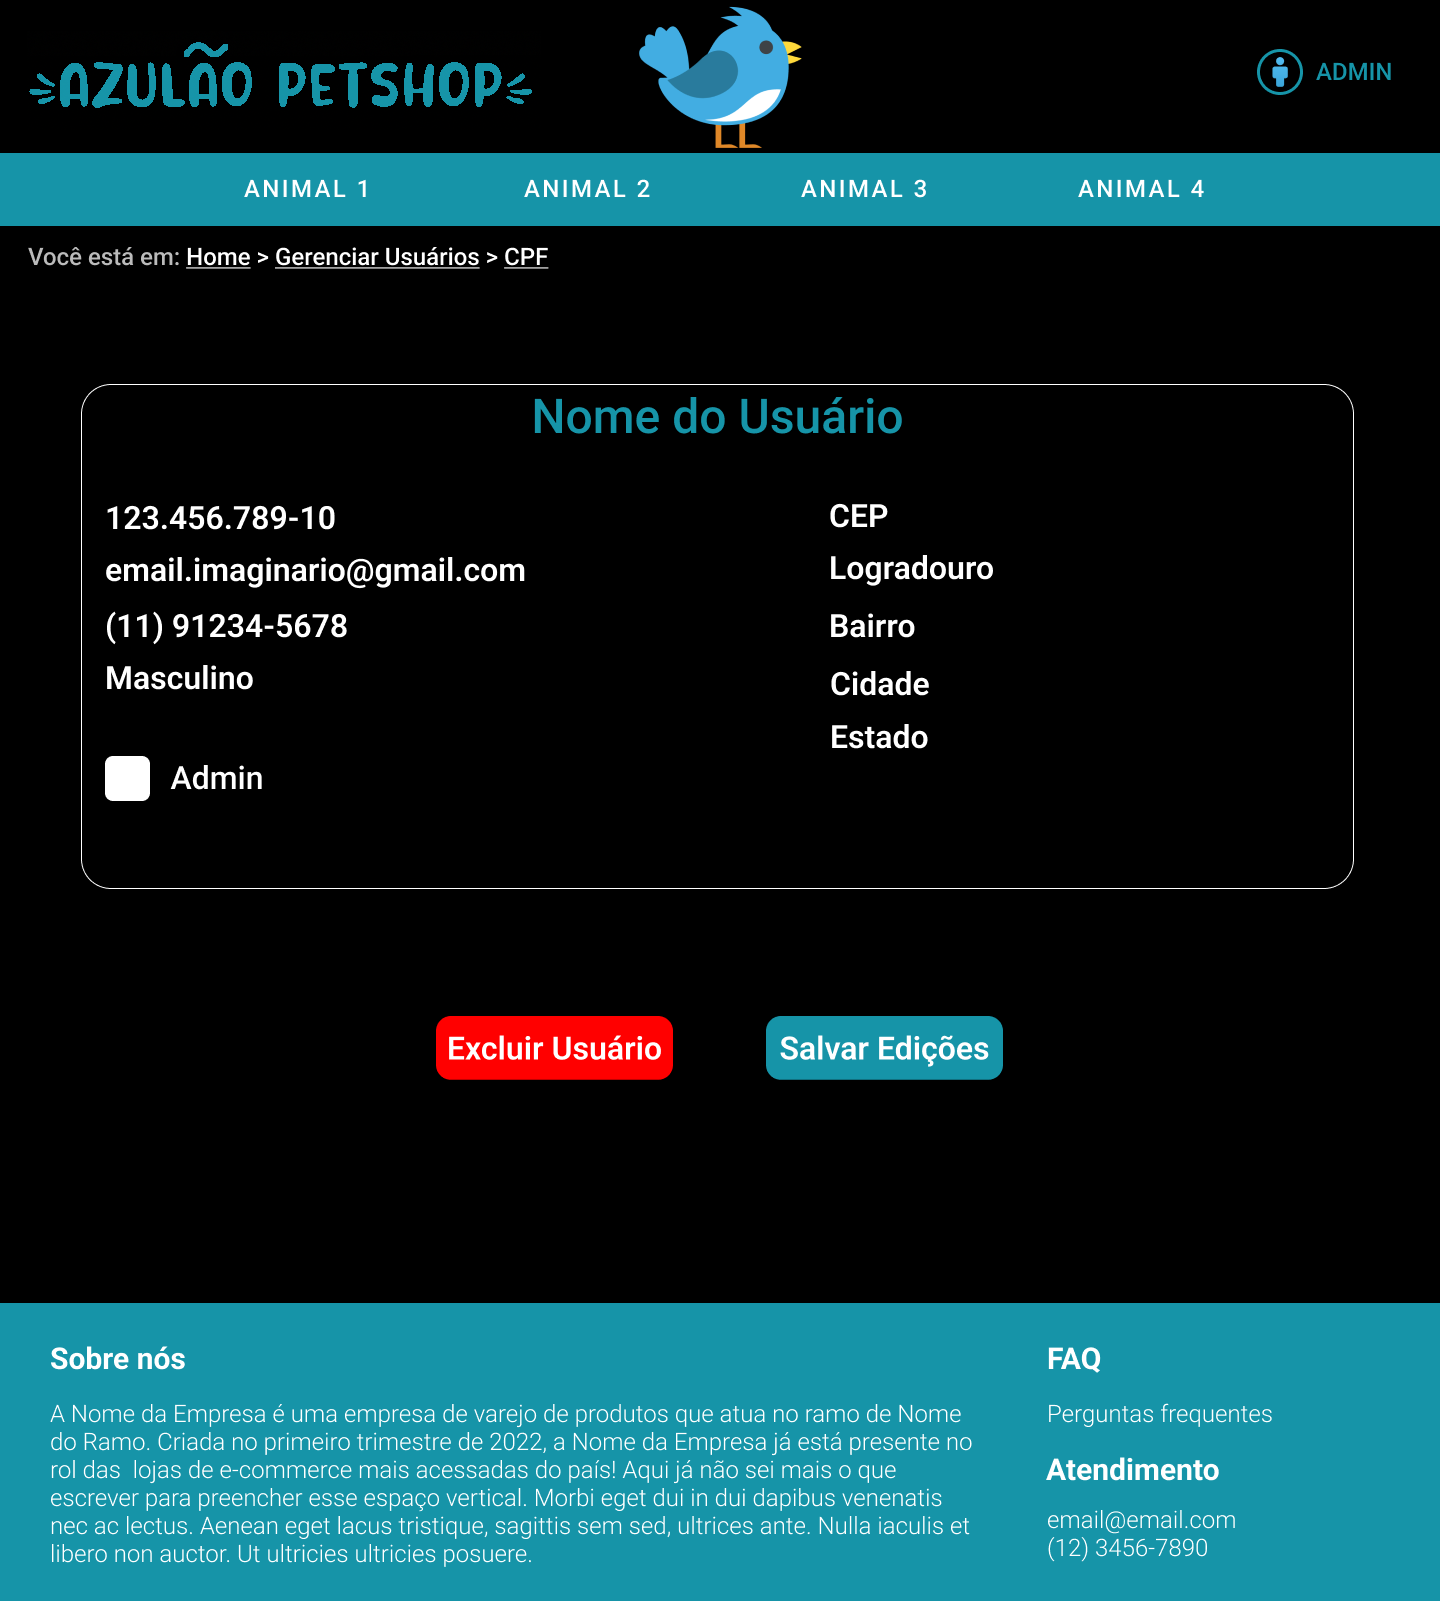 AZULÃO PETSHOP
ADMIN
ANIMAL 1 ANIMAL 2 ANIMAL 3 ANIMAL 4
Você está em: Home > Gerenciar Usuários > CPF
Nome do Usuário
123.456.789-10
email.imaginario@gmail.com
(11) 91234-5678
Masculino
Admin
CEP
Logradouro
Bairro
Cidade
Estado
Excluir Usuário
Salvar Edições
Sobre nós
A Nome da Empresa é uma empresa de varejo de produtos que atua no ramo de Nome
do Ramo. Criada no primeiro trimestre de 2022, a Nome da Empresa já está presente no
rol das  lojas de e-commerce mais acessadas do país! Aqui já não sei mais o que
escrever para preencher esse espaço vertical. Morbi eget dui in dui dapibus venenatis
nec ac lectus. Aenean eget lacus tristique, sagittis sem sed, ultrices ante. Nulla iaculis et
libero non auctor. Ut ultricies ultricies posuere.
FAQ
Perguntas frequentes
Atendimento
email@email.com
(12) 3456-7890